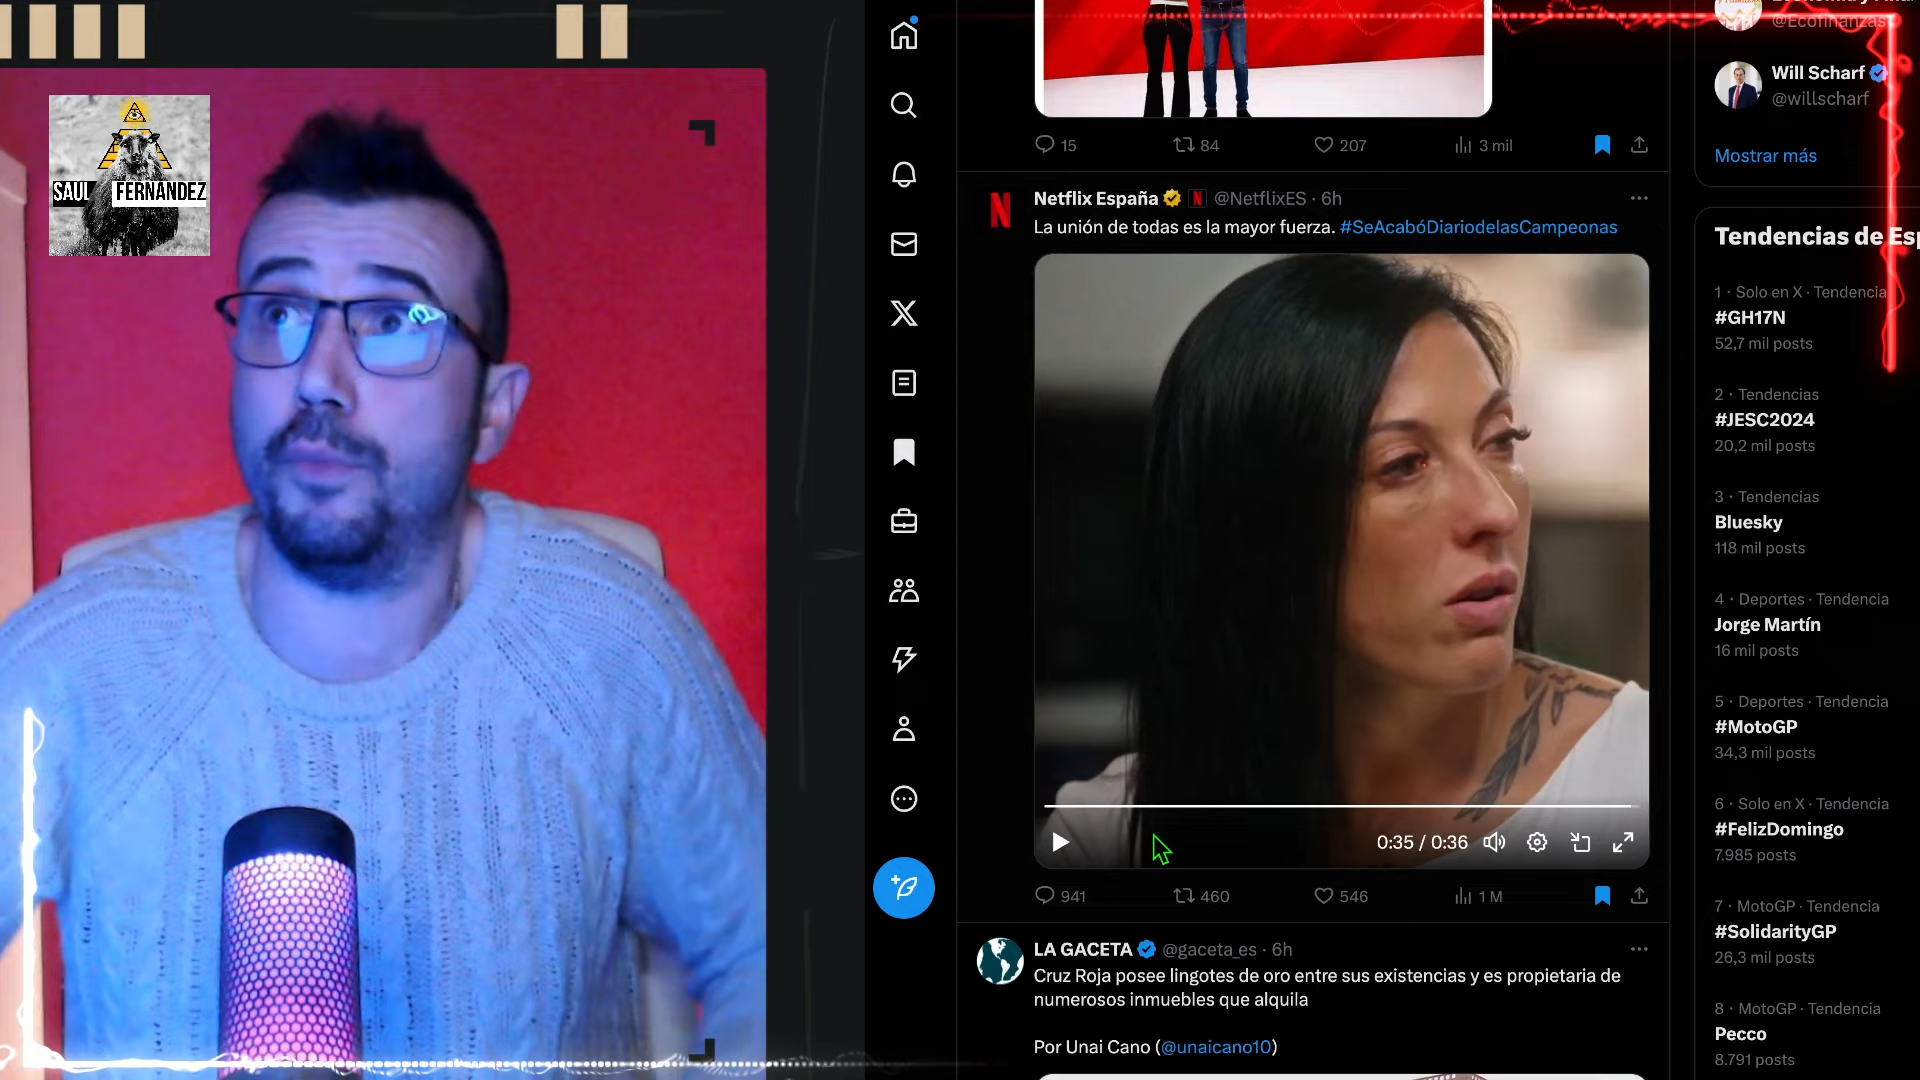 SAUL FERNANDEZ
15 84 207 3 mil
Netflix España @NetflixES · 6h
La unión de todas es la mayor fuerza. #SeAcabóDiariodelasCampeonas
0:35 / 0:36
941 460 546 1 M
LA GACETA @gaceta_es · 6h
Cruz Roja posee lingotes de oro entre sus existencias y es propietaria de
numerosos inmuebles que alquila
Por Unai Cano (@unaicano10)
@Ecofinanzas
Will Scharf
@willscharf
Mostrar más
Tendencias de Esp
1 · Solo en X · Tendencia
#GH17N
52,7 mil posts
2 · Tendencias
#JESC2024
20,2 mil posts
3 · Tendencias
Bluesky
118 mil posts
4 · Deportes · Tendencia
Jorge Martín
16 mil posts
5 · Deportes · Tendencia
#MotoGP
34,3 mil posts
6 · Solo en X · Tendencia
#FelizDomingo
7.985 posts
7 · MotoGP · Tendencia
#SolidarityGP
26,3 mil posts
8 · MotoGP · Tendencia
Pecco
8.791 posts